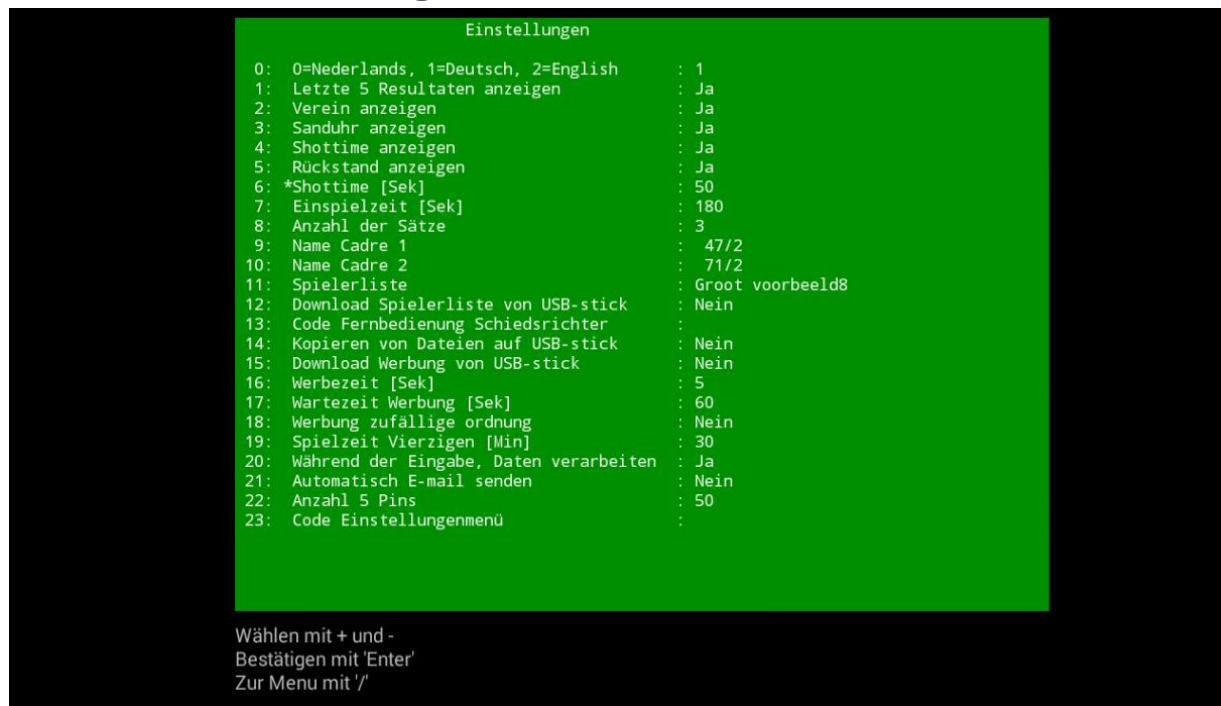 Einstellungen
0: 0=Nederlands, 1=Deutsch, 2=English : 1
1: Letzte 5 Resultaten anzeigen : Ja
2: Verein anzeigen : Ja
3: Sanduhr anzeigen : Ja
4: Shottime anzeigen : Ja
5: Rückstand anzeigen : Ja
6: *Shottime [Sek] : 50
7: Einspielzeit [Sek] : 180
8: Anzahl der Sätze : 3
9: Name Cadre 1 : 47/2
10: Name Cadre 2 : 71/2
11: Spielerliste : Groot voorbeeld8
12: Download Spielerliste von USB-stick : Nein
13: Code Fernbedienung Schiedsrichter :
14: Kopieren von Dateien auf USB-stick : Nein
15: Download Werbung von USB-stick : Nein
16: Werbezeit [Sek] : 5
17: Wartezeit Werbung [Sek] : 60
18: Werbung zufällige ordnung : Nein
19: Spielzeit Vierzigen [Min] : 30
20: Während der Eingabe, Daten verarbeiten : Ja
21: Automatisch E-mail senden : Nein
22: Anzahl 5 Pins : 50
23: Code Einstellungenmenü :
Wählen mit + und -
Bestätigen mit 'Enter'
Zur Menu mit '/'